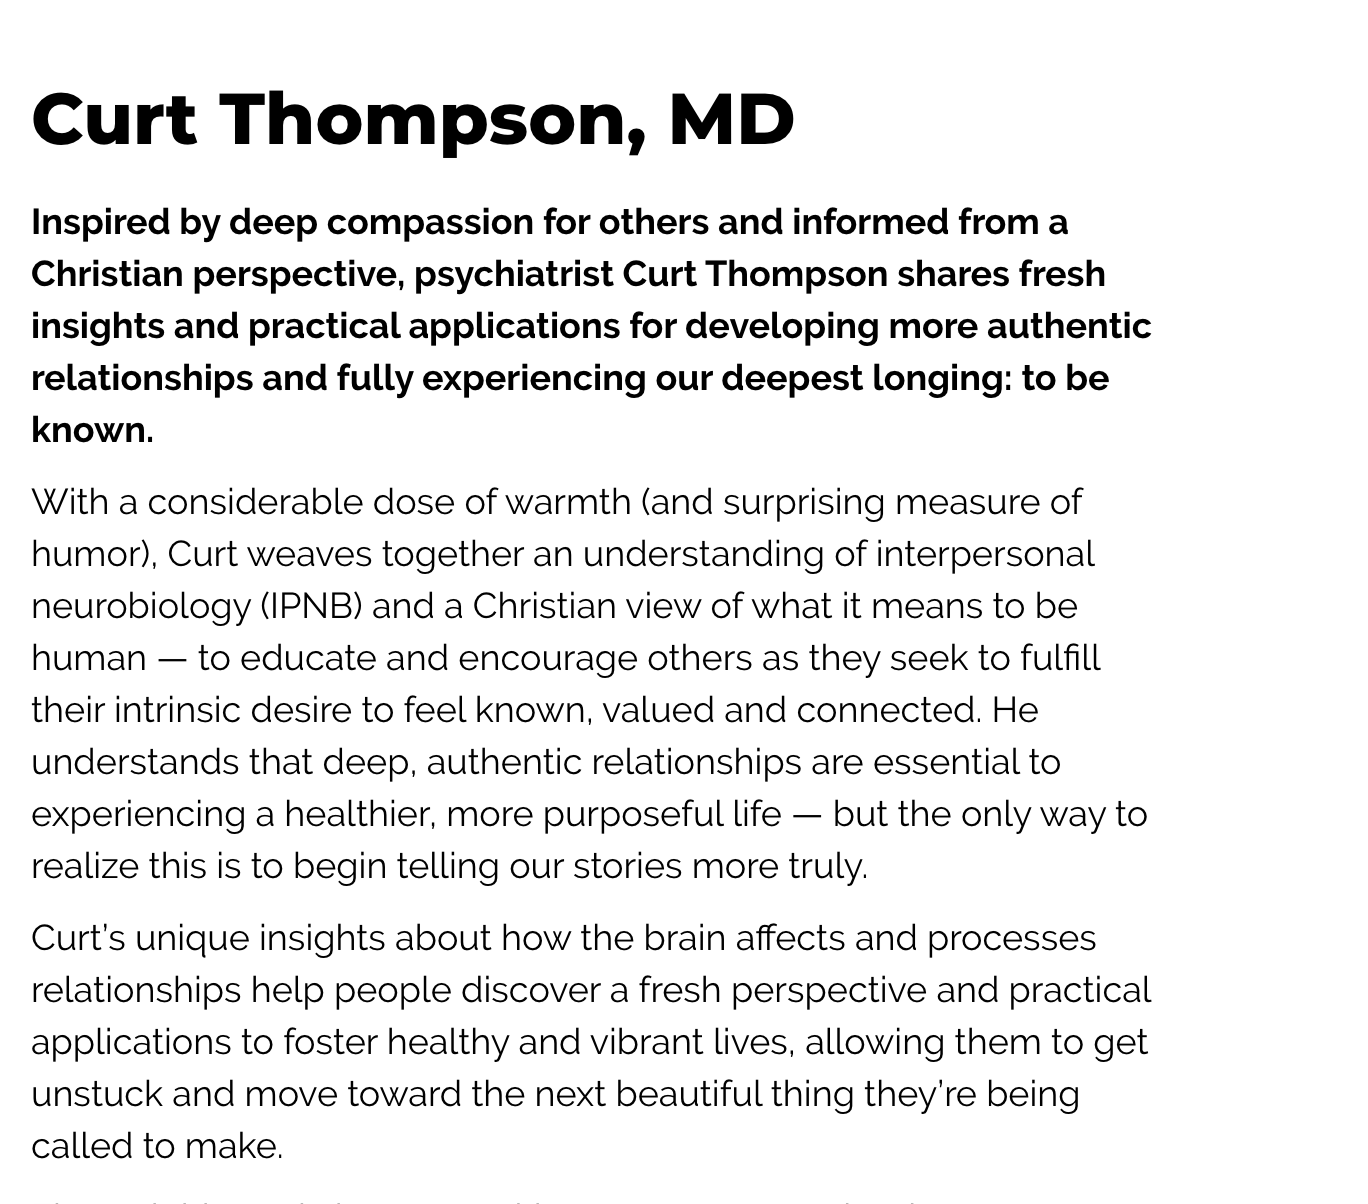 Curt Thompson, MD
Inspired by deep compassion for others and informed from a
Christian perspective, psychiatrist Curt Thompson shares fresh
insights and practical applications for developing more authentic
relationships and fully experiencing our deepest longing: to be
known.
With a considerable dose of warmth (and surprising measure of
humor), Curt weaves together an understanding of interpersonal
neurobiology (IPNB) and a Christian view of what it means to be
human — to educate and encourage others as they seek to fulfill
their intrinsic desire to feel known, valued and connected. He
understands that deep, authentic relationships are essential to
experiencing a healthier, more purposeful life — but the only way to
realize this is to begin telling our stories more truly.
Curt’s unique insights about how the brain affects and processes
relationships help people discover a fresh perspective and practical
applications to foster healthy and vibrant lives, allowing them to get
unstuck and move toward the next beautiful thing they’re being
called to make.